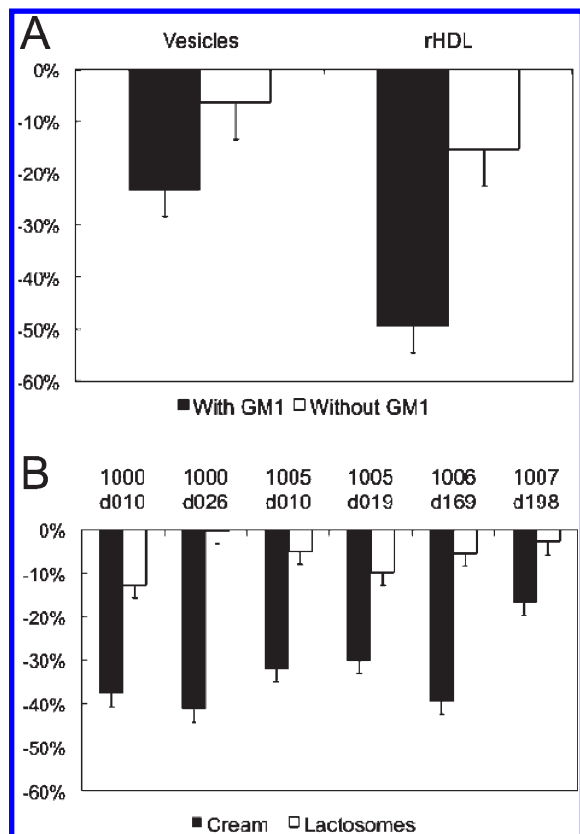 A
Vesicles rHDL
0%
-10%
-20%
-30%
-40%
-50%
-60%
With GM1 Without GM1
B
1000 1000 1005 1005 1006 1007
d010 d026 d010 d019 d169 d198
0%
-10%
-20%
-30%
-40%
-50%
-60%
Cream Lactosomes